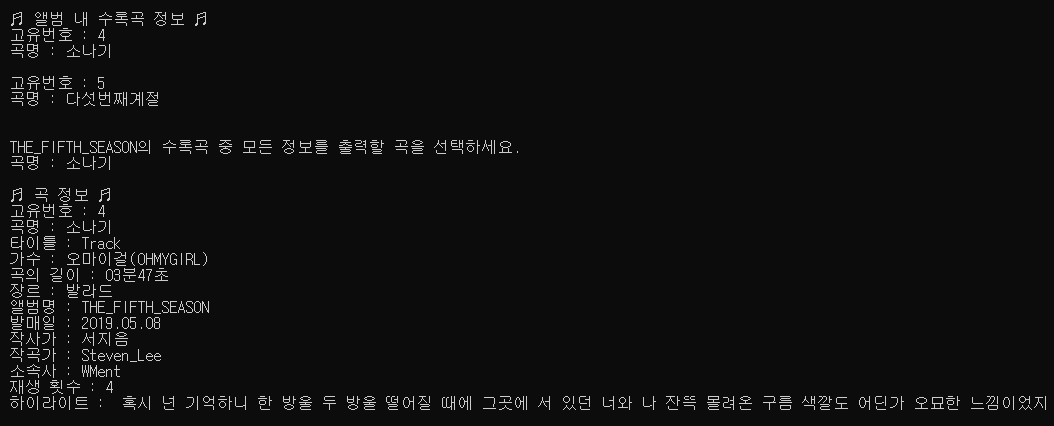 ♬ 앨범 내 수록곡 정보 ♬
고유번호 : 4
곡명 : 소나기
고유번호 : 5
곡명 : 다섯번째계절
THE_FIFTH_SEASON의 수록곡 중 모든 정보를 출력할 곡을 선택하세요.
곡명 : 소나기
♬ 곡 정보 ♬
고유번호 : 4
곡명 : 소나기
타이틀 : Track
가수 : 오마이걸(OHMYGIRL)
곡의 길이 : 03분47초
장르 : 발라드
앨범명 : THE_FIFTH_SEASON
발매일 : 2019.05.08
작사가 : 서지음
작곡가 : Steven_Lee
소속사 : WMent
재생 횟수 : 4
하이라이트 :  혹시 넌 기억하니 한 방울 두 방울 떨어질 때에 그곳에 서 있던 너와 나 잔뜩 몰려온 구름 색깔도 어딘가 오묘한 느낌이었지